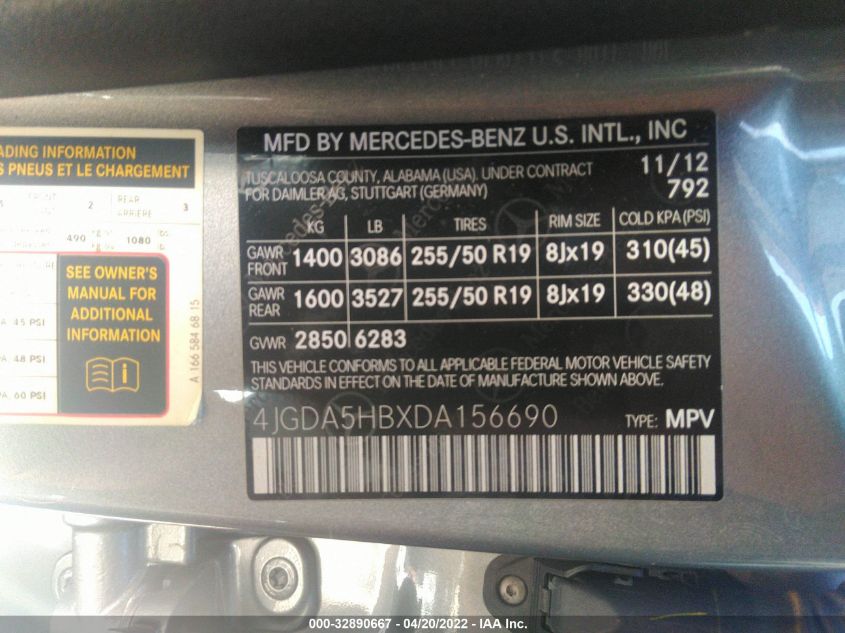 ADING INFORMATION
S PNEUS ET LE CHARGEMENT
2 REAR ARRIÈRE 3
490 kg 1080 lb
SEE OWNER'S
MANUAL FOR
ADDITIONAL
INFORMATION
45 PSI
48 PSI
60 PSI
A 166 584 68 15
MFD BY MERCEDES-BENZ U.S. INTL., INC
TUSCALOOSA COUNTY, ALABAMA (USA). UNDER CONTRACT
FOR DAIMLER AG, STUTTGART (GERMANY)
11/12
792
KG LB TIRES RIM SIZE COLD KPA (PSI)
GAWR FRONT 1400 3086 255/50 R19 8Jx19 310(45)
GAWR REAR 1600 3527 255/50 R19 8Jx19 330(48)
GVWR 2850 6283
THIS VEHICLE CONFORMS TO ALL APPLICABLE FEDERAL MOTOR VEHICLE SAFETY
STANDARDS IN EFFECT ON THE DATE OF MANUFACTURE SHOWN ABOVE.
4JGDA5HBXDA156690 TYPE: MPV
000-32890667 - 04/20/2022 - IAA Inc.